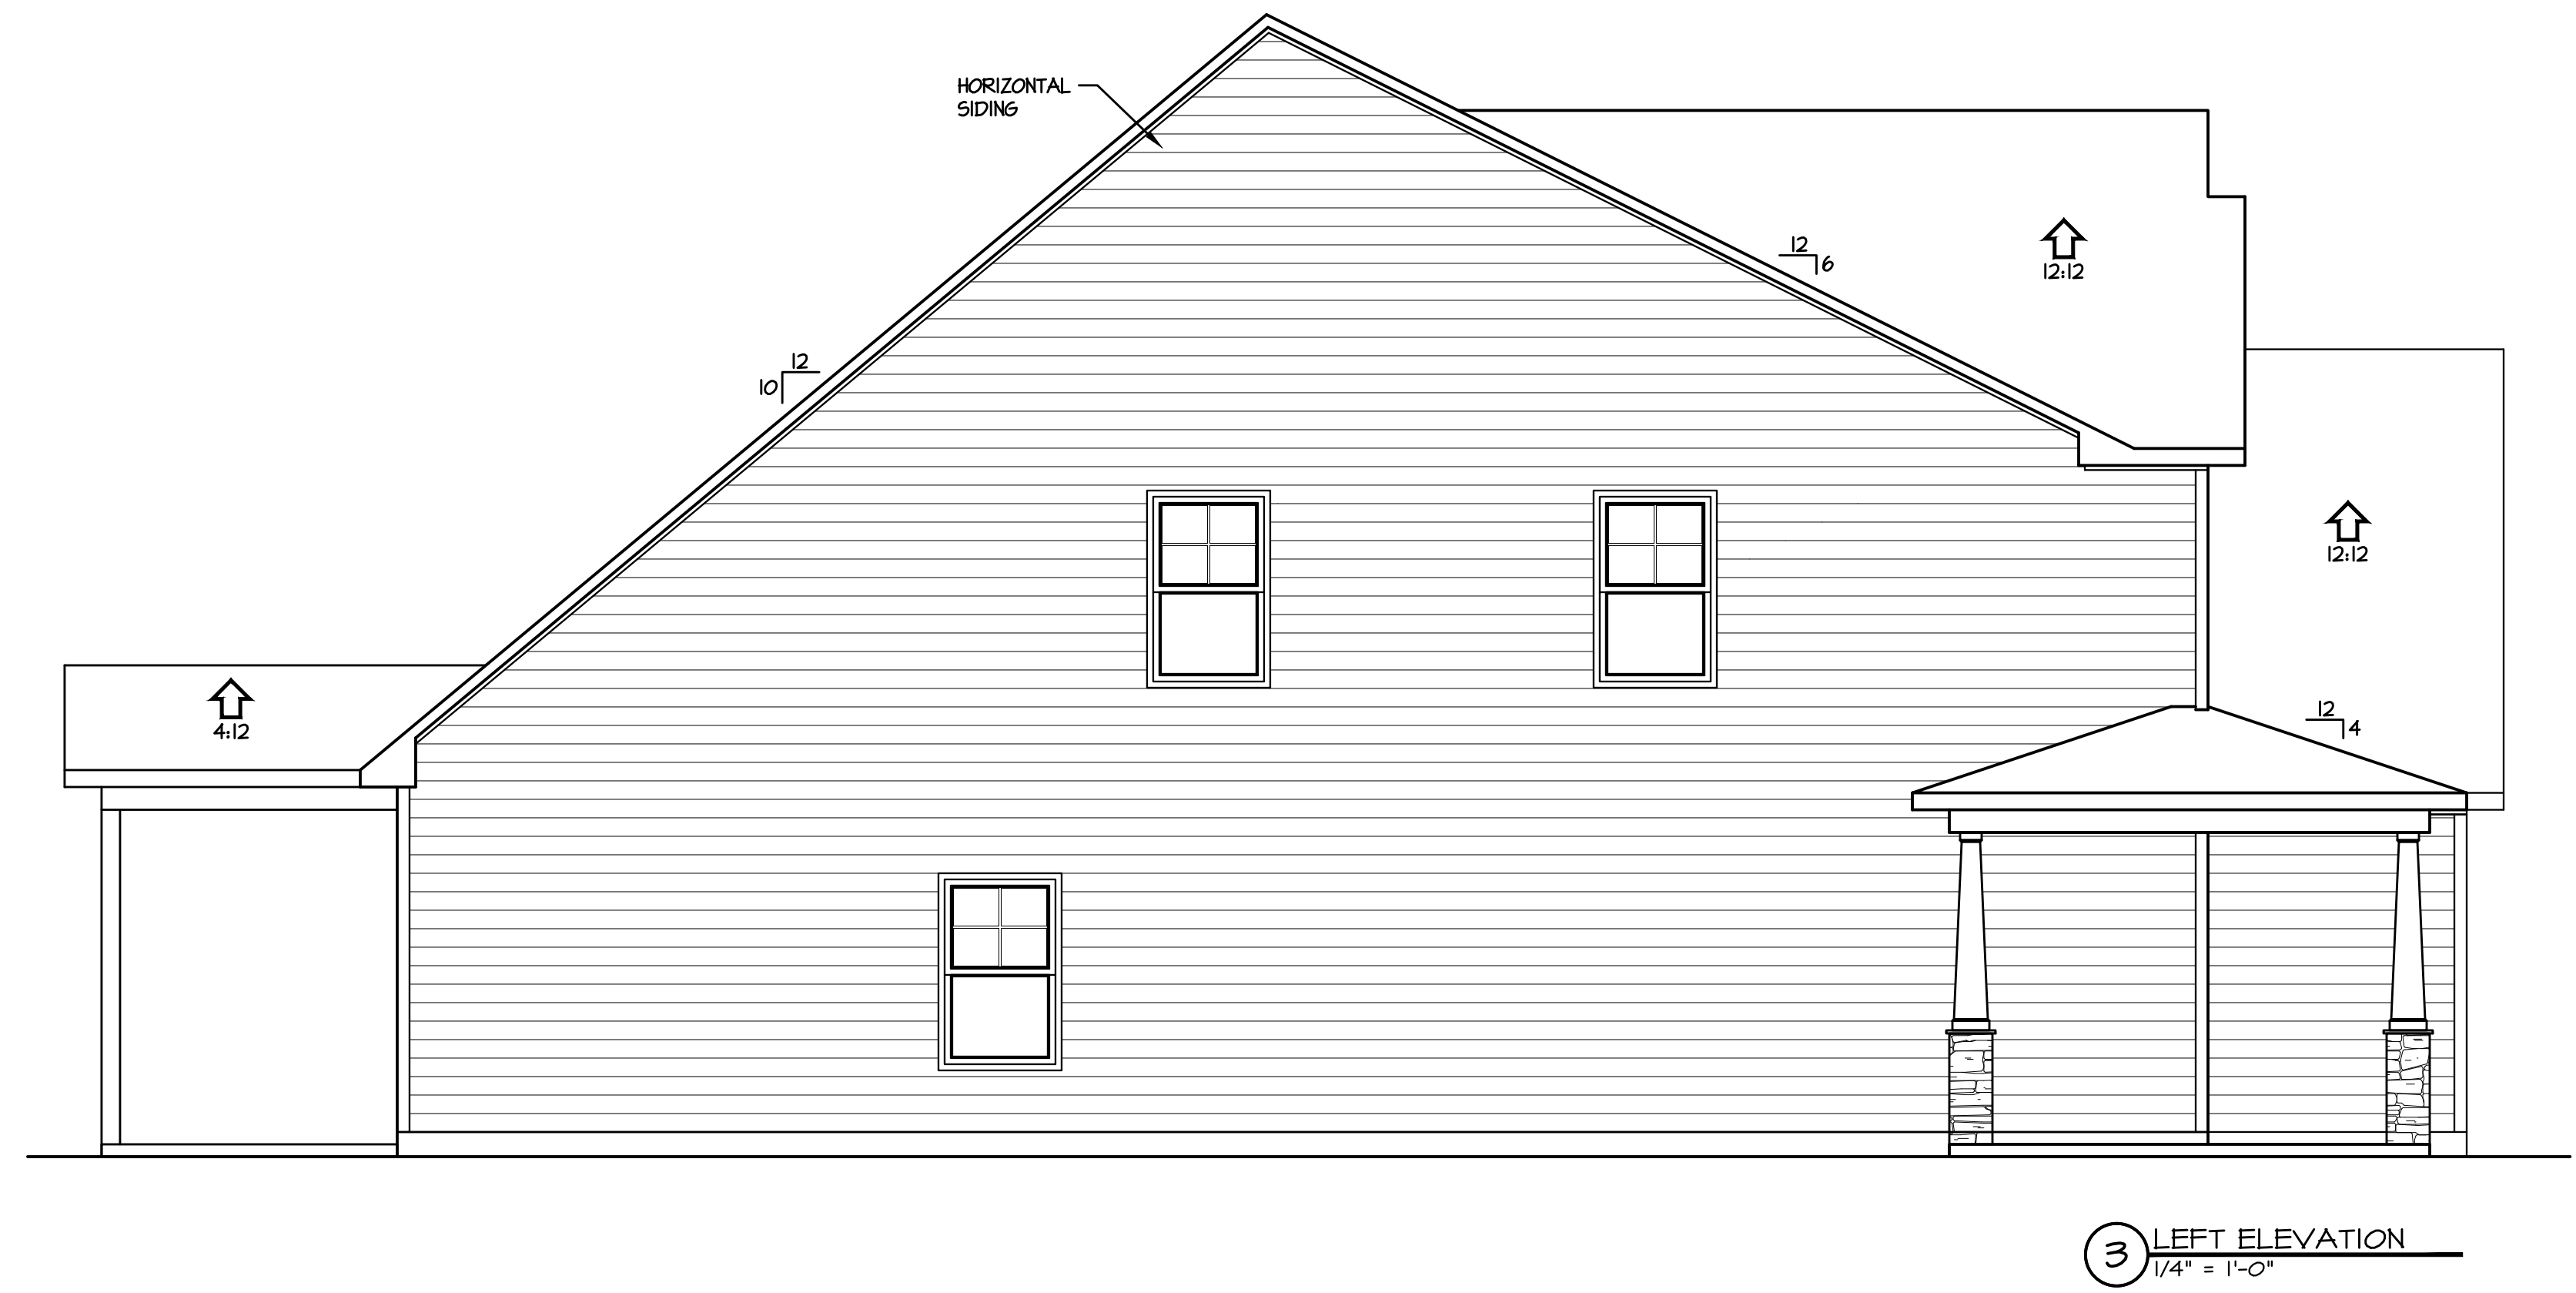 HORIZONTAL
SIDING
12
6
12:12
12
10
12:12
4:12
12
4
3
LEFT ELEVATION
1/4" = 1'-0"